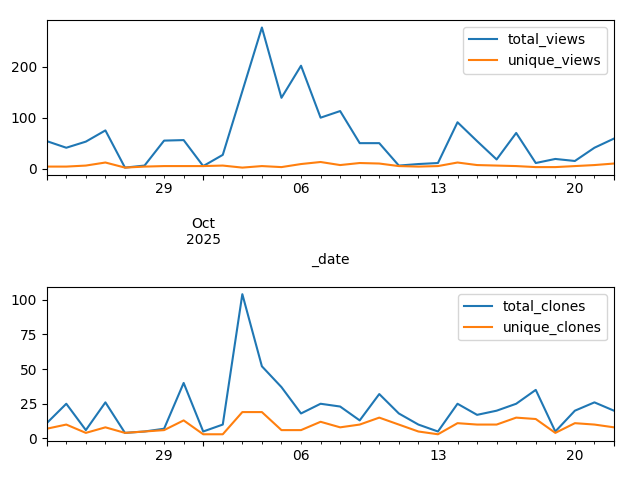 200
100
0
total_views
unique_views
29
06
13
20
Oct
2025
_date
100
75
50
25
0
total_clones
unique_clones
29
06
13
20